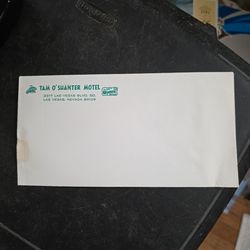 TAM O'SHANTER MOTEL
3317 LAS VEGAS BLVD. SO.
LAS VEGAS, NEVADA 89109